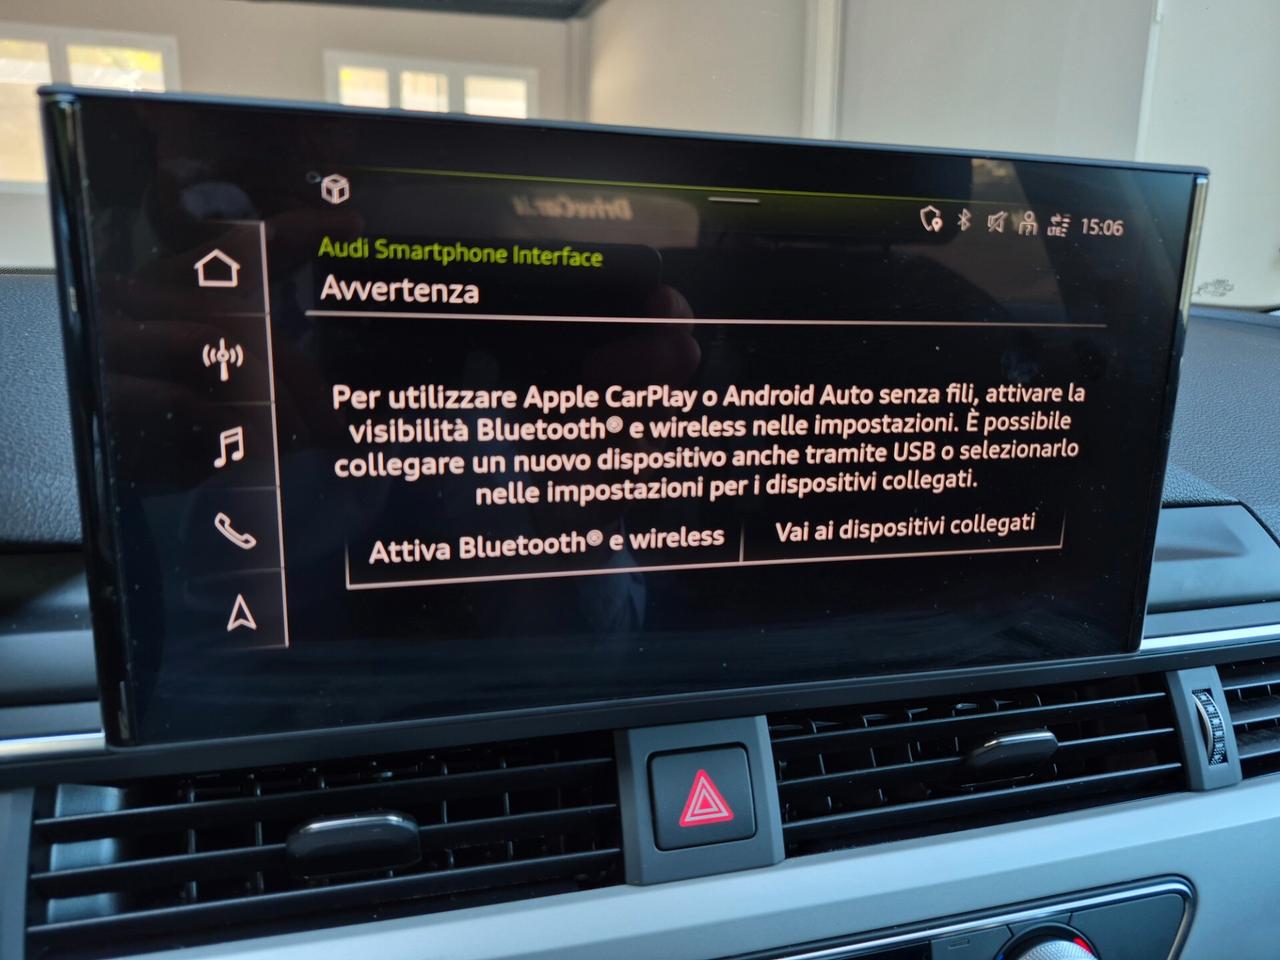 LTE
15:06
Audi Smartphone Interface
Avvertenza
Per utilizzare Apple CarPlay o Android Auto senza fili, attivare la
visibilità Bluetooth® e wireless nelle impostazioni. È possibile
collegare un nuovo dispositivo anche tramite USB o selezionarlo
nelle impostazioni per i dispositivi collegati.
Attiva Bluetooth® e wireless
Vai ai dispositivi collegati